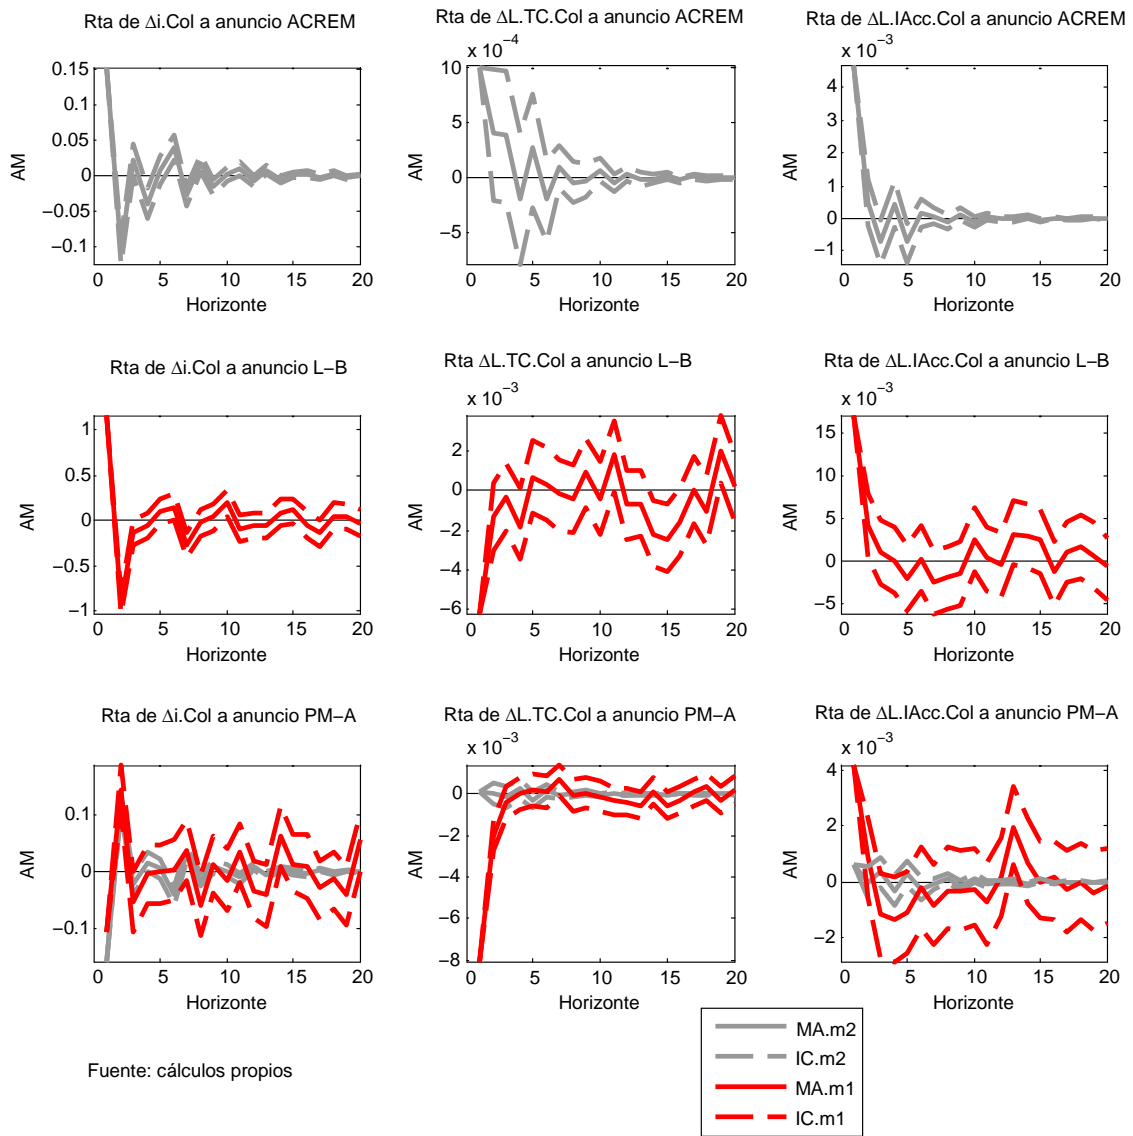 Rta de Δi.Col a anuncio ACREM
0.15
0.1
0.05
0
−0.05
−0.1
0 5 10 15 20
AM
Horizonte
Rta de ΔL.TC.Col a anuncio ACREM
x 10−4
10
5
0
−5
0 5 10 15 20
AM
Horizonte
Rta de ΔL.IAcc.Col a anuncio ACREM
x 10−3
4
3
2
1
0
−1
0 5 10 15 20
AM
Horizonte
Rta de Δi.Col a anuncio L−B
1
0.5
0
−0.5
−1
0 5 10 15 20
AM
Horizonte
Rta ΔL.TC.Col a anuncio L−B
x 10−3
2
0
−2
−4
−6
0 5 10 15 20
AM
Horizonte
Rta de ΔL.IAcc.Col a anuncio L−B
x 10−3
15
10
5
0
−5
0 5 10 15 20
AM
Horizonte
Rta de Δi.Col a anuncio PM−A
0.1
0
−0.1
0 5 10 15 20
AM
Horizonte
Rta de ΔL.TC.Col a anuncio PM−A
x 10−3
0
−2
−4
−6
−8
0 5 10 15 20
AM
Horizonte
Rta de ΔL.IAcc.Col a anuncio PM−A
x 10−3
4
2
0
−2
0 5 10 15 20
AM
Horizonte
MA.m2
IC.m2
MA.m1
IC.m1
Fuente: cálculos propios